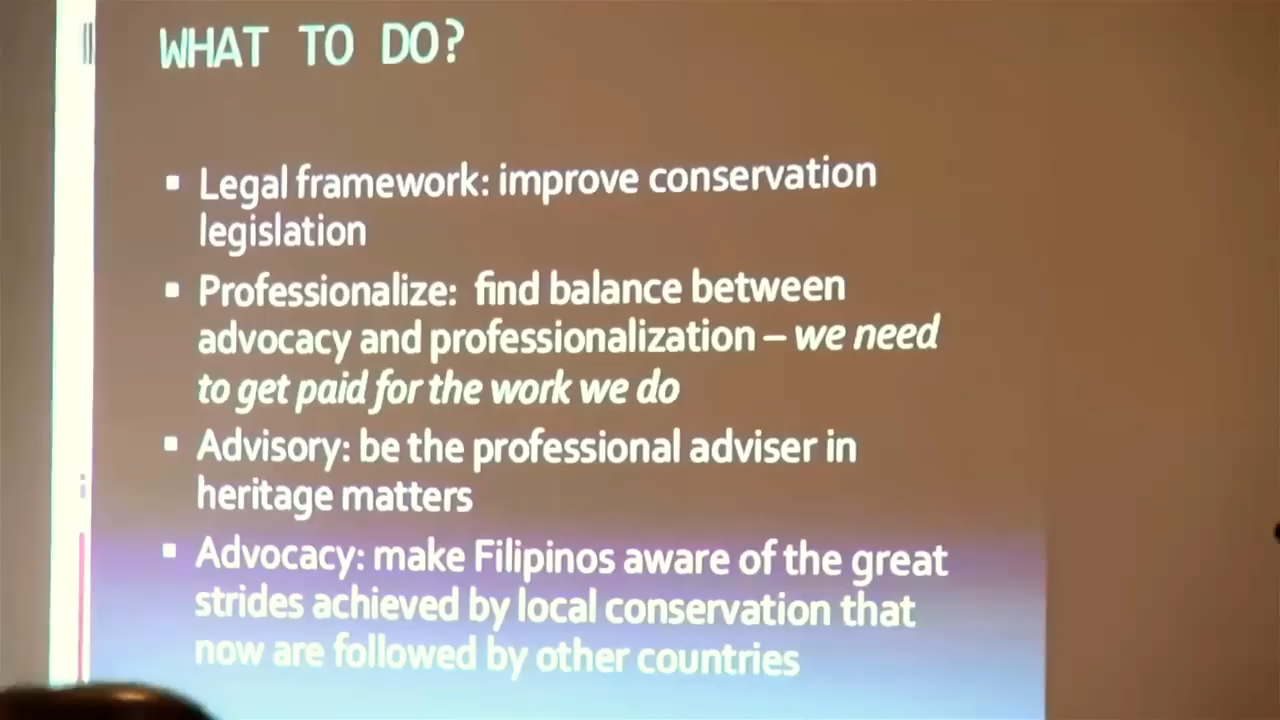 WHAT TO DO?
▪ Legal framework: improve conservation
legislation
▪ Professionalize: find balance between
advocacy and professionalization – we need
to get paid for the work we do
▪ Advisory: be the professional adviser in
heritage matters
▪ Advocacy: make Filipinos aware of the great
strides achieved by local conservation that
now are followed by other countries